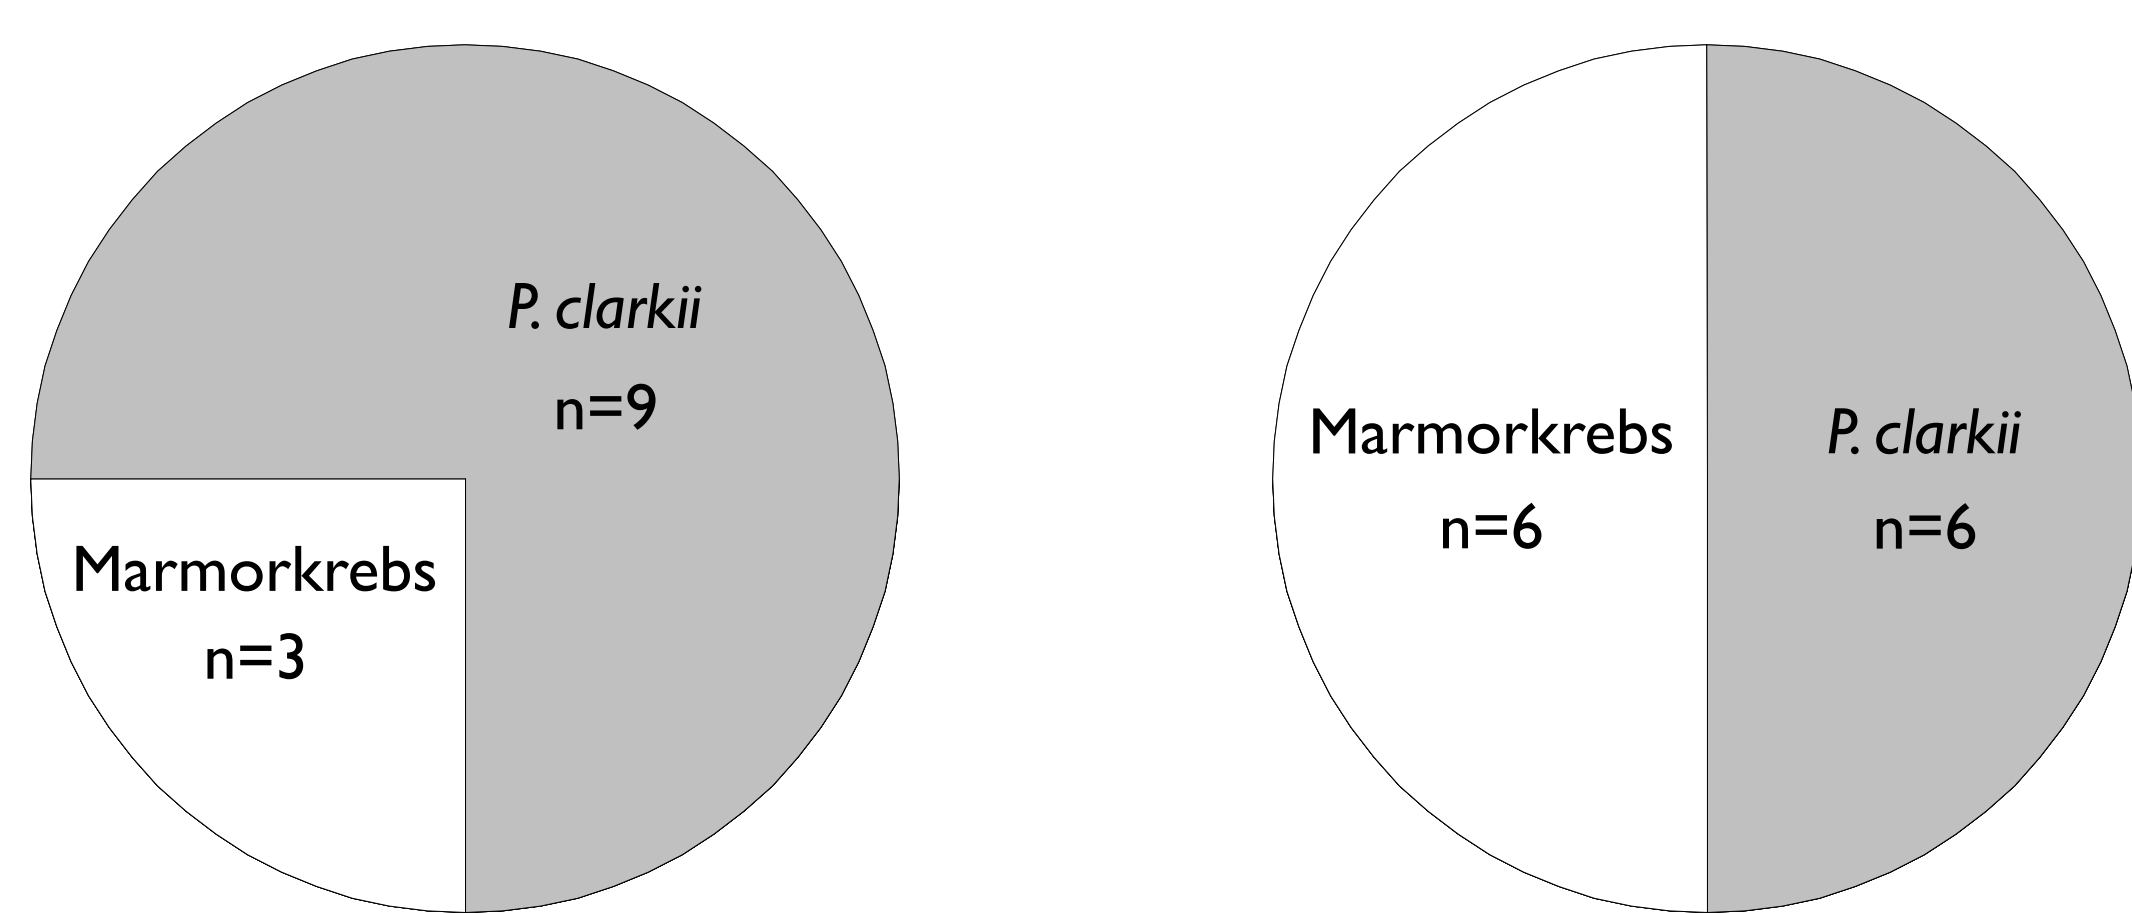 P. clarkii
n=9
Marmorkrebs
n=3
Marmorkrebs
n=6
P. clarkii
n=6